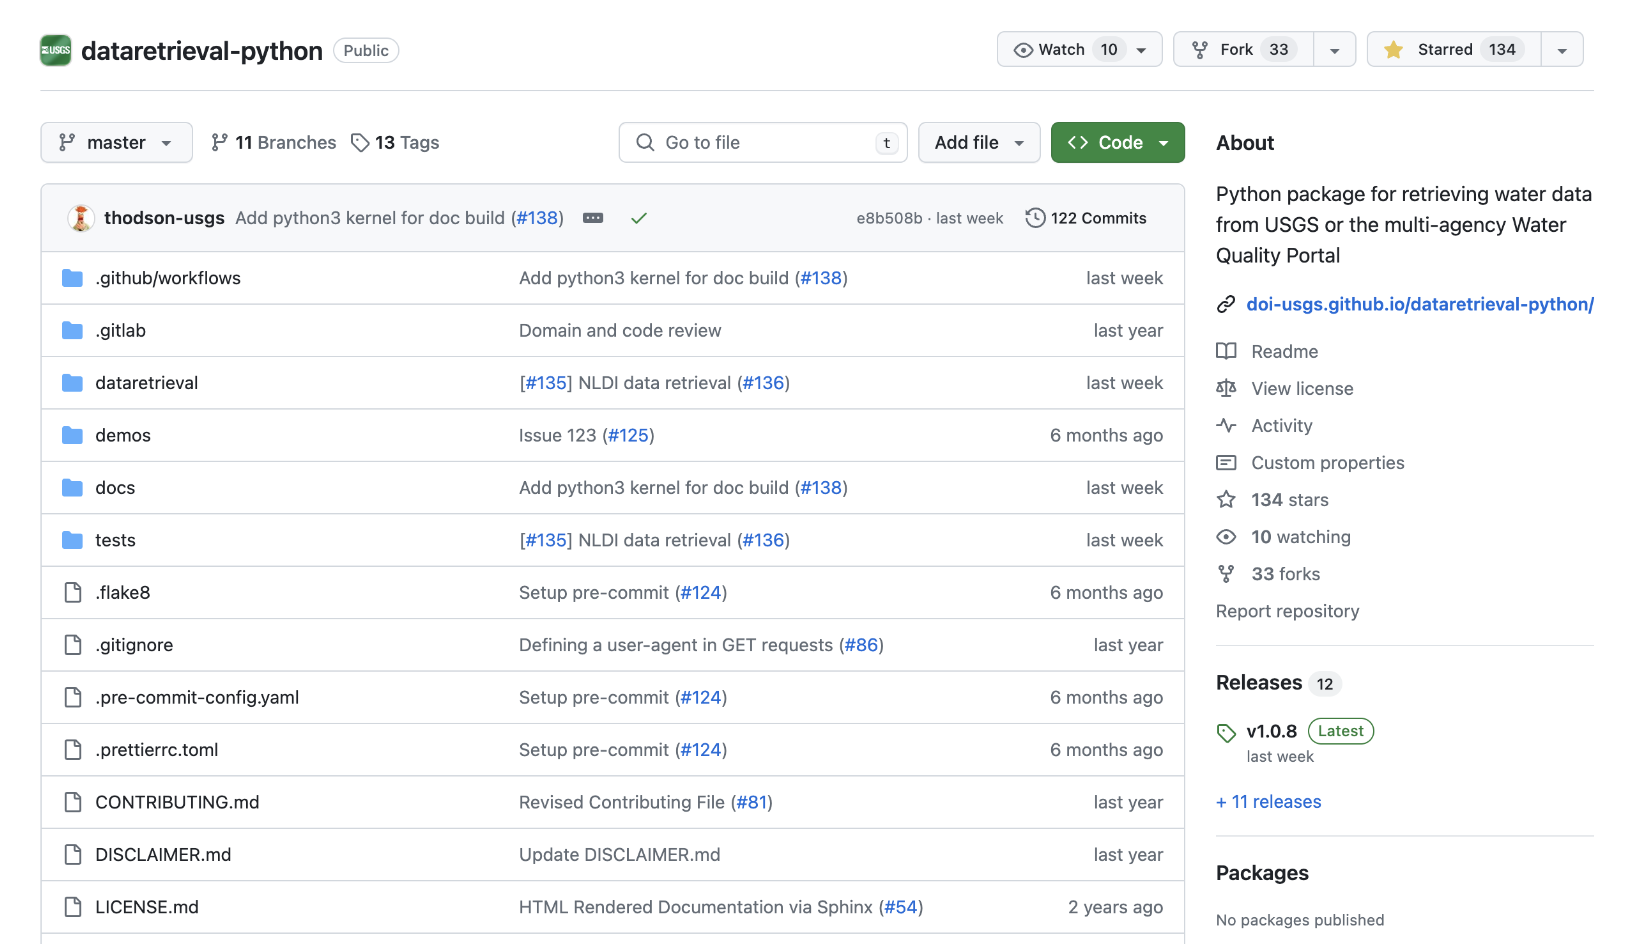 USGS dataretrieval-python Public Watch 10 Fork 33 Starred 134
master 11 Branches 13 Tags Go to file t Add file Code
thodson-usgs Add python3 kernel for doc build (#138) e8b508b · last week 122 Commits
.github/workflows Add python3 kernel for doc build (#138) last week
.gitlab Domain and code review last year
dataretrieval [#135] NLDI data retrieval (#136) last week
demos Issue 123 (#125) 6 months ago
docs Add python3 kernel for doc build (#138) last week
tests [#135] NLDI data retrieval (#136) last week
.flake8 Setup pre-commit (#124) 6 months ago
.gitignore Defining a user-agent in GET requests (#86) last year
.pre-commit-config.yaml Setup pre-commit (#124) 6 months ago
.prettierrc.toml Setup pre-commit (#124) 6 months ago
CONTRIBUTING.md Revised Contributing File (#81) last year
DISCLAIMER.md Update DISCLAIMER.md last year
LICENSE.md HTML Rendered Documentation via Sphinx (#54) 2 years ago
About
Python package for retrieving water data
from USGS or the multi-agency Water
Quality Portal
doi-usgs.github.io/dataretrieval-python/
Readme
View license
Activity
Custom properties
134 stars
10 watching
33 forks
Report repository
Releases 12
v1.0.8 Latest
last week
+ 11 releases
Packages
No packages published